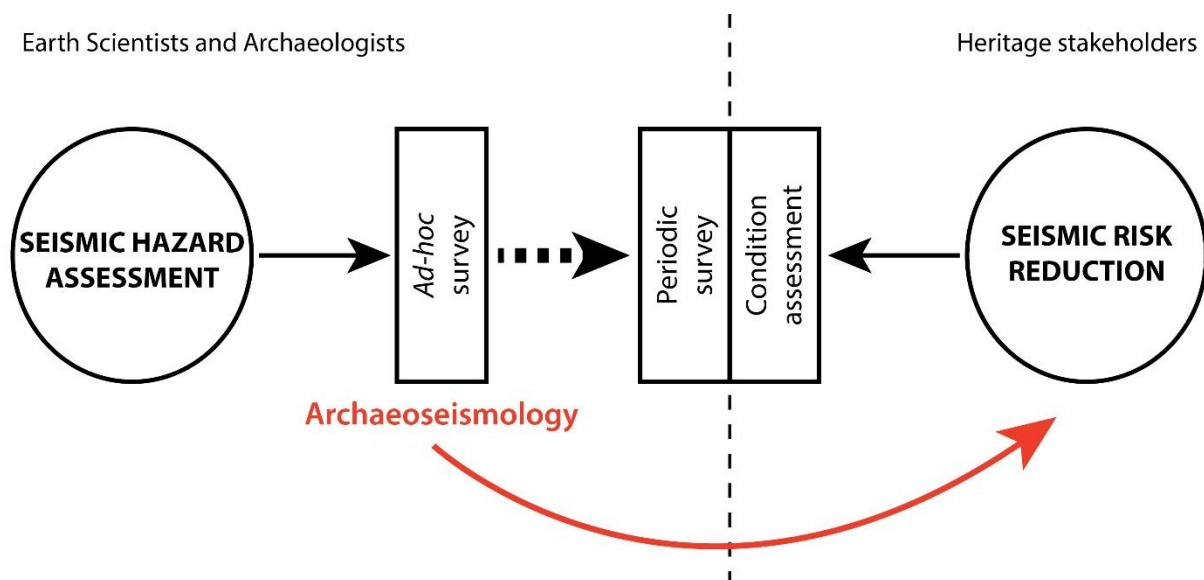 Earth Scientists and Archaeologists
Heritage stakeholders
SEISMIC HAZARD
ASSESSMENT
Ad-hoc
survey
Periodic
survey
Condition
assessment
SEISMIC RISK
REDUCTION
Archaeoseismology